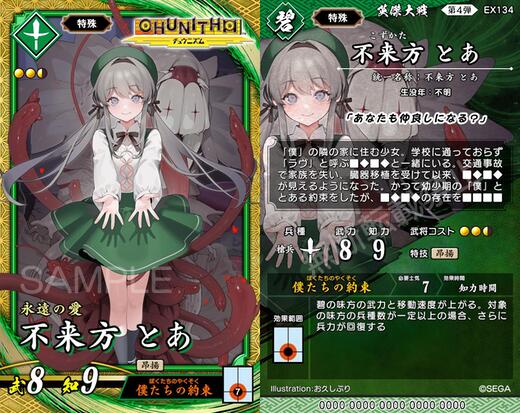 特殊
CHUNITHM
チュウニズム
SAMPLE
永遠の愛
不来方 とあ
昂揚
武8 知9
ぼくたちのやくそく
僕たちの約束
7
碧
特殊
英傑大戦
第4弾
EX134
こずかた
不来方 とあ
統一名称:不来方 とあ
生没年:不明
「あなたも仲良しになる?」
「僕」の隣の家に住む少女。学校に通っておらず
「ラヴ」と呼ぶ■◆■◆と一緒にいる。交通事故
で家族を失い、臓器移植を受けて以来、■◆■◆
が見えるようになった。かつて幼少期の「僕」と
とある約束をしたが、■◆■◆の存在を■■■■
兵種 武力 知力 武将コスト
槍兵 8 9
特技 昂揚
ぼくたちのやくそく
僕たちの約束
必要士気 7
効果時間 知力時間
効果範囲
碧の味方の武力と移動速度が上がる。対象
の味方の兵種数が一定以上の場合、さらに
兵力が回復する
Illustration:お久しぶり
©SEGA
0000-0000-0000-0000-0000